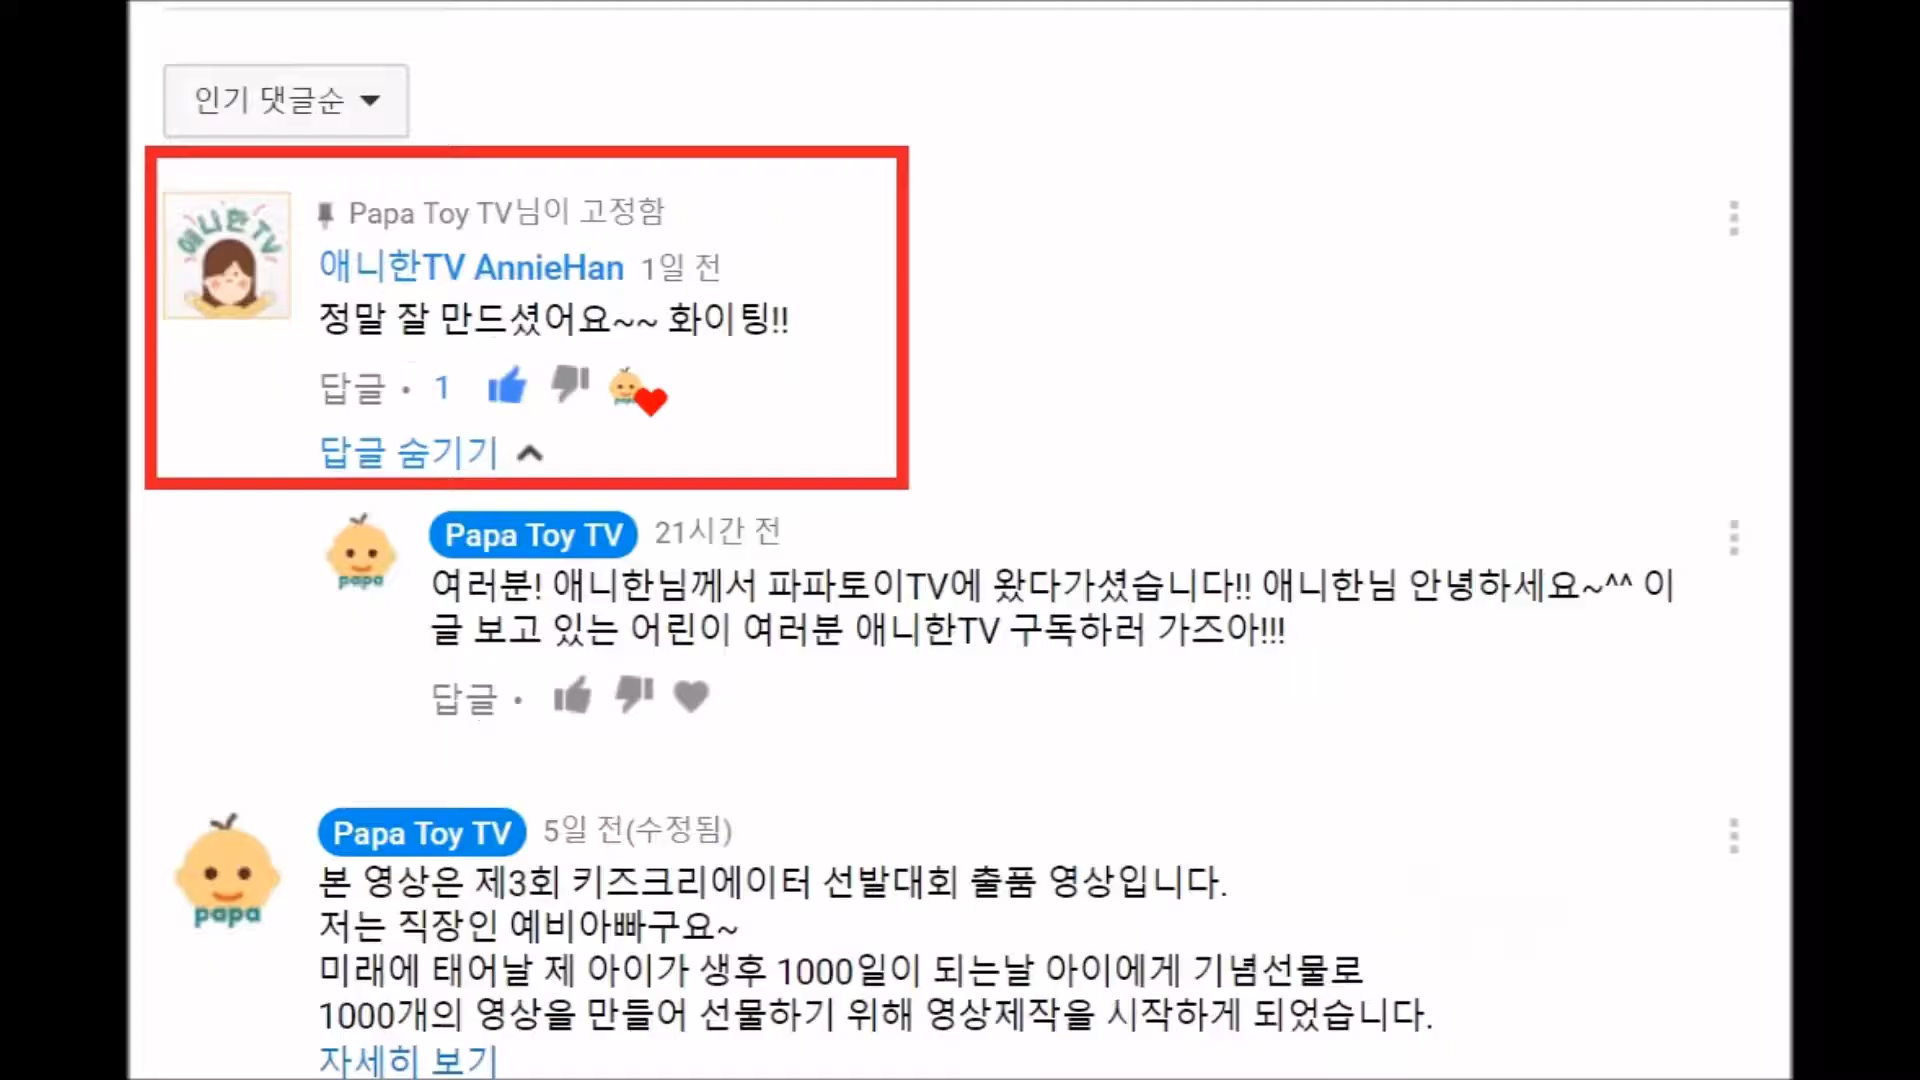 인기 댓글순
애니한TV
Papa Toy TV님이 고정함
애니한TV AnnieHan 1일 전
정말 잘 만드셨어요~~ 화이팅!!
답글 · 1
답글 숨기기
papa
Papa Toy TV 21시간 전
여러분! 애니한님께서 파파토이TV에 왔다가셨습니다!! 애니한님 안녕하세요~^^ 이
글 보고 있는 어린이 여러분 애니한TV 구독하러 가즈아!!!
답글 ·
papa
Papa Toy TV 5일 전(수정됨)
본 영상은 제3회 키즈크리에이터 선발대회 출품 영상입니다.
저는 직장인 예비아빠구요~
미래에 태어날 제 아이가 생후 1000일이 되는날 아이에게 기념선물로
1000개의 영상을 만들어 선물하기 위해 영상제작을 시작하게 되었습니다.
자세히 보기